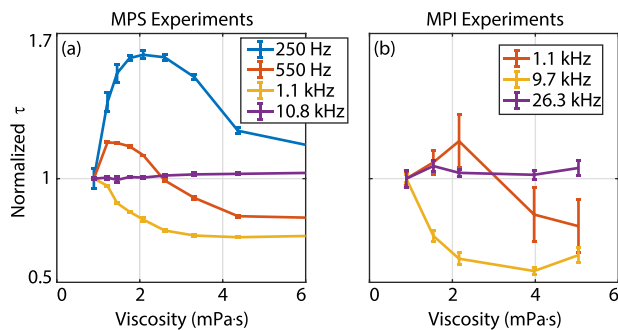 MPS Experiments
MPI Experiments
Normalized τ
1.7
1
0.5
(a)
250 Hz
550 Hz
1.1 kHz
10.8 kHz
0 2 4 6
Viscosity (mPa·s)
(b)
1.1 kHz
9.7 kHz
26.3 kHz
0 2 4 6
Viscosity (mPa·s)